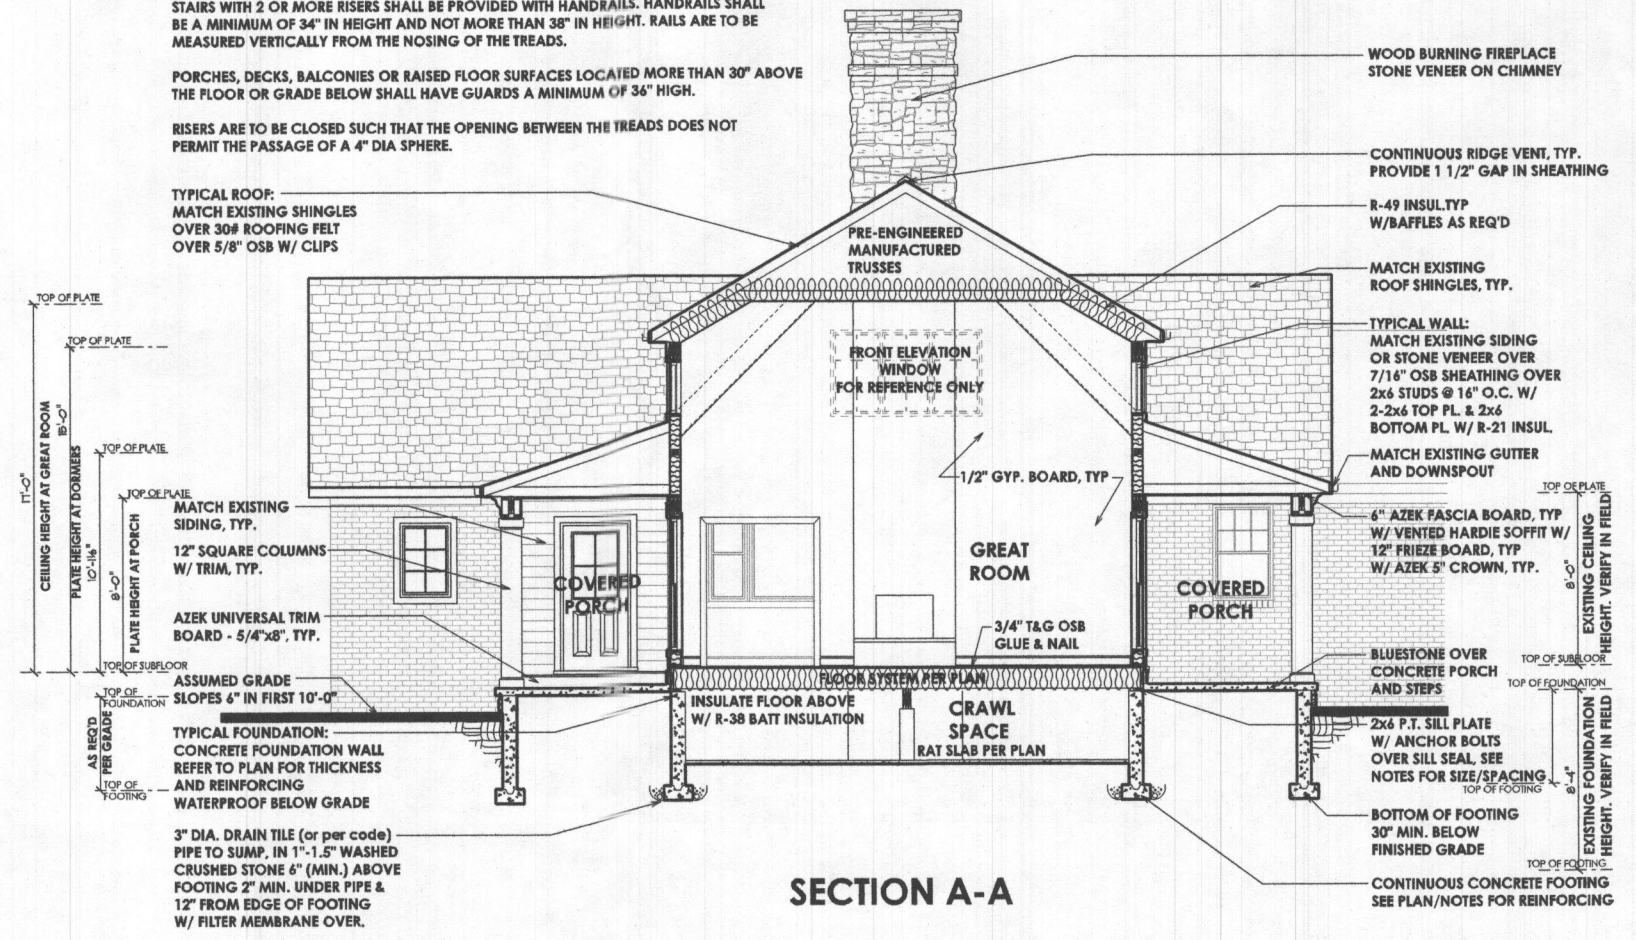 STAIRS WITH 2 OR MORE RISERS SHALL BE PROVIDED WITH HANDRAILS. HANDRAILS SHALL
BE A MINIMUM OF 34" IN HEIGHT AND NOT MORE THAN 38" IN HEIGHT. RAILS ARE TO BE
MEASURED VERTICALLY FROM THE NOSING OF THE TREADS.
PORCHES, DECKS, BALCONIES OR RAISED FLOOR SURFACES LOCATED MORE THAN 30" ABOVE
THE FLOOR OR GRADE BELOW SHALL HAVE GUARDS A MINIMUM OF 36" HIGH.
RISERS ARE TO BE CLOSED SUCH THAT THE OPENING BETWEEN THE TREADS DOES NOT
PERMIT THE PASSAGE OF A 4" DIA SPHERE.
TYPICAL ROOF:
MATCH EXISTING SHINGLES
OVER 30# ROOFING FELT
OVER 5/8" OSB W/ CLIPS
TOP OF PLATE
TOP OF PLATE
TOP OF PLATE
TOP OF PLATE
CEILING HEIGHT AT GREAT ROOM
15'-0"
PLATE HEIGHT AT DORMERS
10'-1⅛"
8'-0"
PLATE HEIGHT AT PORCH
MATCH EXISTING
SIDING, TYP.
12" SQUARE COLUMNS
W/ TRIM, TYP.
AZEK UNIVERSAL TRIM
BOARD - 5/4"x8", TYP.
TOP OF SUBFLOOR
ASSUMED GRADE
SLOPES 6" IN FIRST 10'-0"
TOP OF
FOUNDATION
AS REQ'D
PER GRADE
TOP OF
FOOTING
TYPICAL FOUNDATION:
CONCRETE FOUNDATION WALL
REFER TO PLAN FOR THICKNESS
AND REINFORCING
WATERPROOF BELOW GRADE
3" DIA. DRAIN TILE (or per code)
PIPE TO SUMP, IN 1"-1.5" WASHED
CRUSHED STONE 6" (MIN.) ABOVE
FOOTING 2" MIN. UNDER PIPE &
12" FROM EDGE OF FOOTING
W/ FILTER MEMBRANE OVER.
PRE-ENGINEERED
MANUFACTURED
TRUSSES
FRONT ELEVATION
WINDOW
FOR REFERENCE ONLY
1/2" GYP. BOARD, TYP
GREAT
ROOM
COVERED
PORCH
COVERED
PORCH
3/4" T&G OSB
GLUE & NAIL
FLOOR SYSTEM PER PLAN
INSULATE FLOOR ABOVE
W/ R-38 BATT INSULATION
CRAWL
SPACE
RAT SLAB PER PLAN
SECTION A-A
WOOD BURNING FIREPLACE
STONE VENEER ON CHIMNEY
CONTINUOUS RIDGE VENT, TYP.
PROVIDE 1 1/2" GAP IN SHEATHING
R-49 INSUL.TYP
W/BAFFLES AS REQ'D
MATCH EXISTING
ROOF SHINGLES, TYP.
TYPICAL WALL:
MATCH EXISTING SIDING
OR STONE VENEER OVER
7/16" OSB SHEATHING OVER
2x6 STUDS @ 16" O.C. W/
2-2x6 TOP PL. & 2x6
BOTTOM PL. W/ R-21 INSUL.
MATCH EXISTING GUTTER
AND DOWNSPOUT
TOP OF PLATE
6" AZEK FASCIA BOARD, TYP
W/ VENTED HARDIE SOFFIT W/
12" FRIEZE BOARD, TYP
W/ AZEK 5" CROWN, TYP.
8'-0"
EXISTING CEILING
HEIGHT. VERIFY IN FIELD
BLUESTONE OVER
CONCRETE PORCH
AND STEPS
TOP OF SUBFLOOR
TOP OF FOUNDATION
2x6 P.T. SILL PLATE
W/ ANCHOR BOLTS
OVER SILL SEAL, SEE
NOTES FOR SIZE/SPACING
TOP OF FOOTING
8'-4"
EXISTING FOUNDATION
HEIGHT. VERIFY IN FIELD
BOTTOM OF FOOTING
30" MIN. BELOW
FINISHED GRADE
TOP OF FOOTING
CONTINUOUS CONCRETE FOOTING
SEE PLAN/NOTES FOR REINFORCING